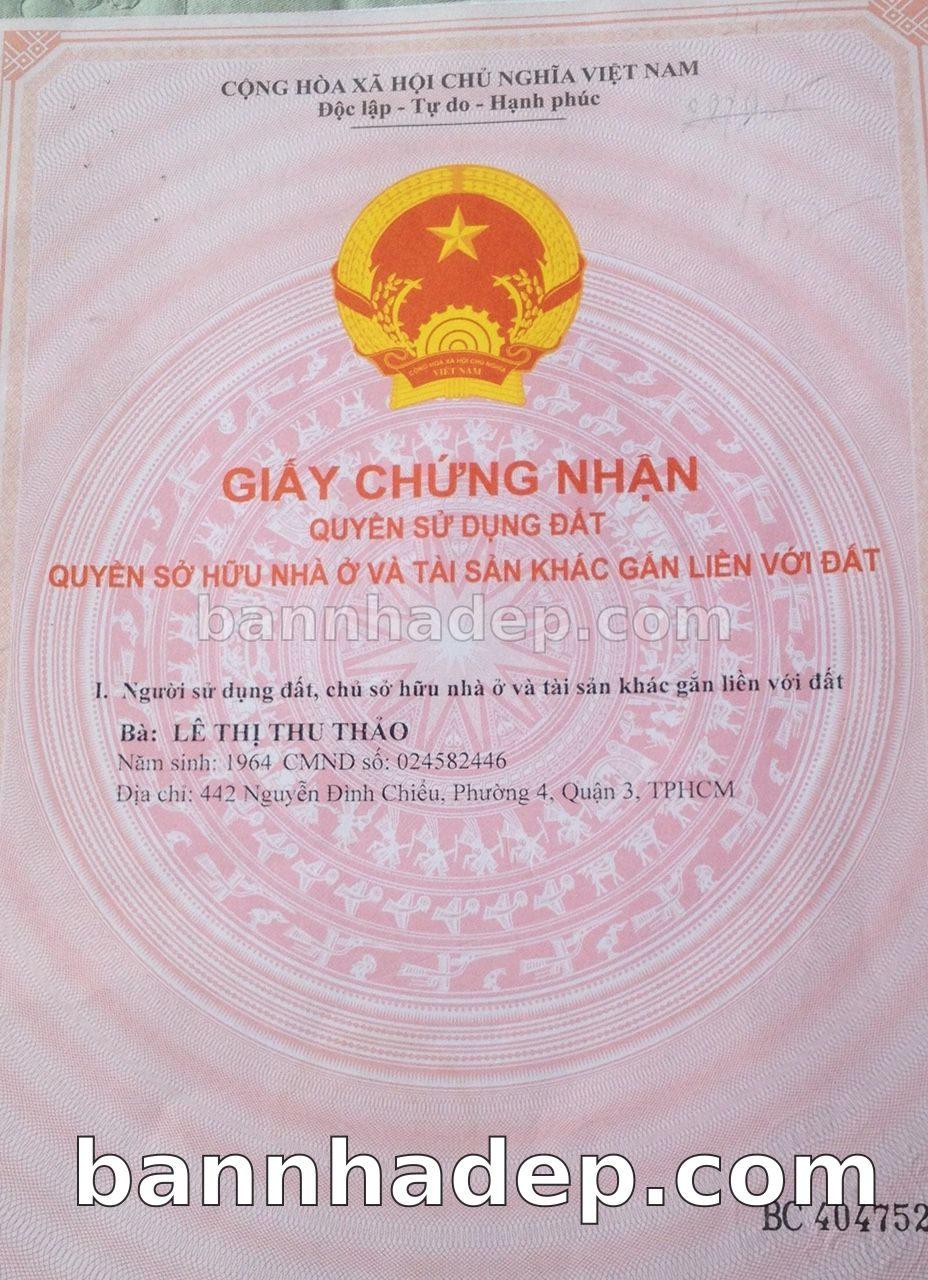 CỘNG HÒA XÃ HỘI CHỦ NGHĨA VIỆT NAM
Độc lập - Tự do - Hạnh phúc
CỘNG HÒA XÃ HỘI CHỦ NGHĨA
VIỆT NAM
GIẤY CHỨNG NHẬN
QUYỀN SỬ DỤNG ĐẤT
QUYỀN SỞ HỮU NHÀ Ở VÀ TÀI SẢN KHÁC GẮN LIỀN VỚI ĐẤT
bannhadep.com
I. Người sử dụng đất, chủ sở hữu nhà ở và tài sản khác gắn liền với đất
Bà: LÊ THỊ THU THẢO
Năm sinh: 1964 CMND số: 024582446
Địa chỉ: 442 Nguyễn Đình Chiểu, Phường 4, Quận 3, TPHCM
bannhadep.com
BC 404752